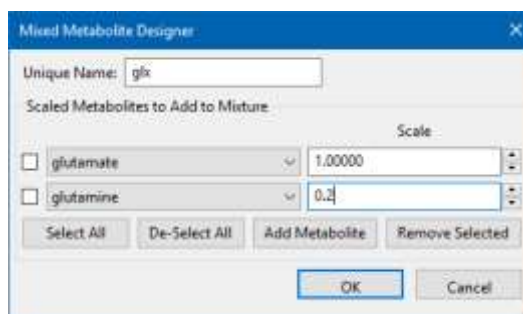 Mixed Metabolite Designer
Unique Name: glx
Scaled Metabolites to Add to Mixture
Scale
glutamate 1.00000
glutamine 0.2
Select All De-Select All Add Metabolite Remove Selected
OK Cancel